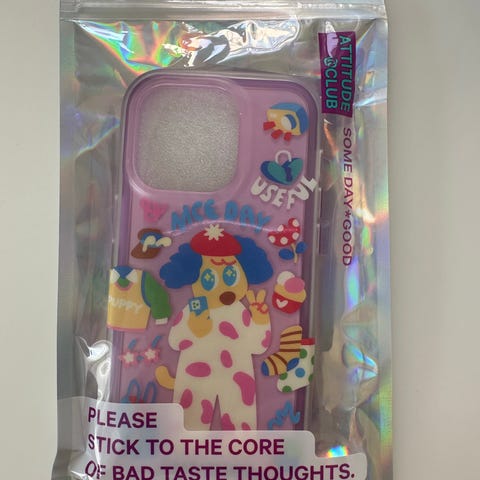 ATTITUDE
@CLUB
SOME DAY*GOOD
USEFUL
NICE DAY
PUPPY
PLEASE
STICK TO THE CORE
OF BAD TASTE THOUGHTS.